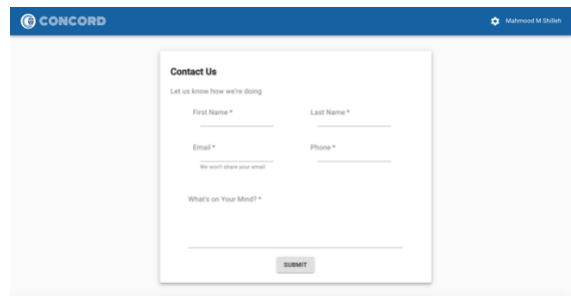 CONCORD
Mahmood M Shilleh
Contact Us
Let us know how we're doing
First Name *
Last Name *
Email *
Phone *
We won't share your email.
What's on Your Mind? *
SUBMIT